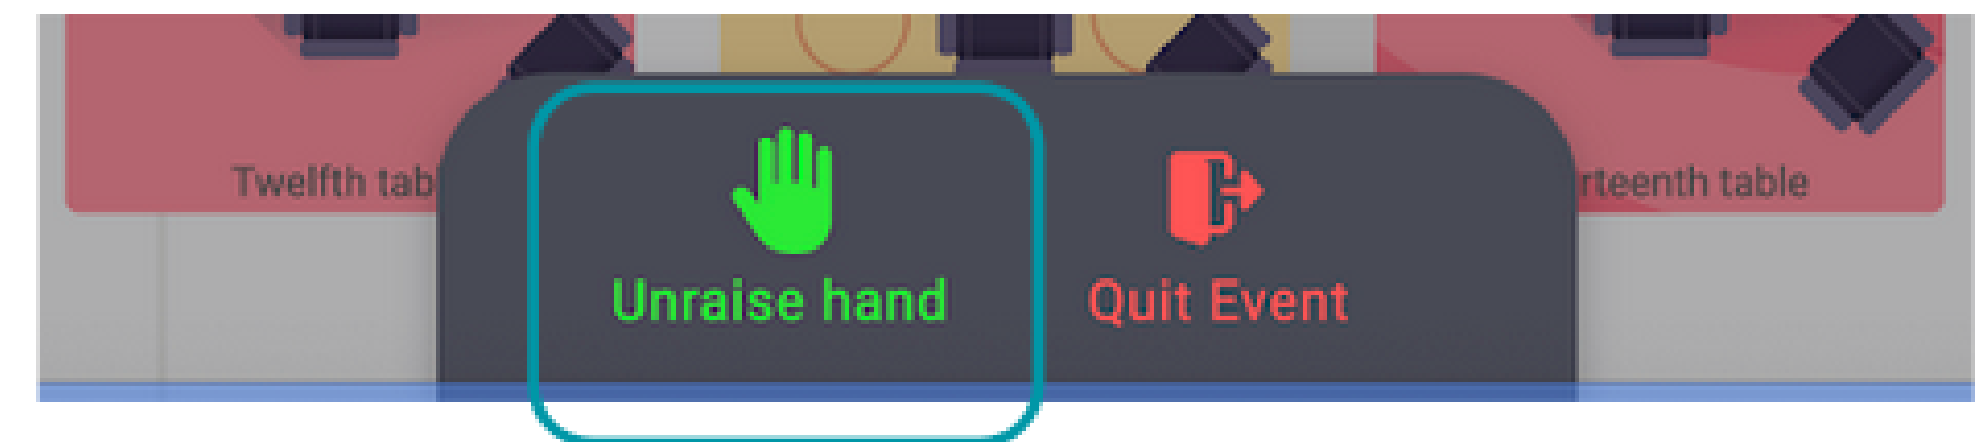 Twelfth tab
rteenth table
Unraise hand
Quit Event